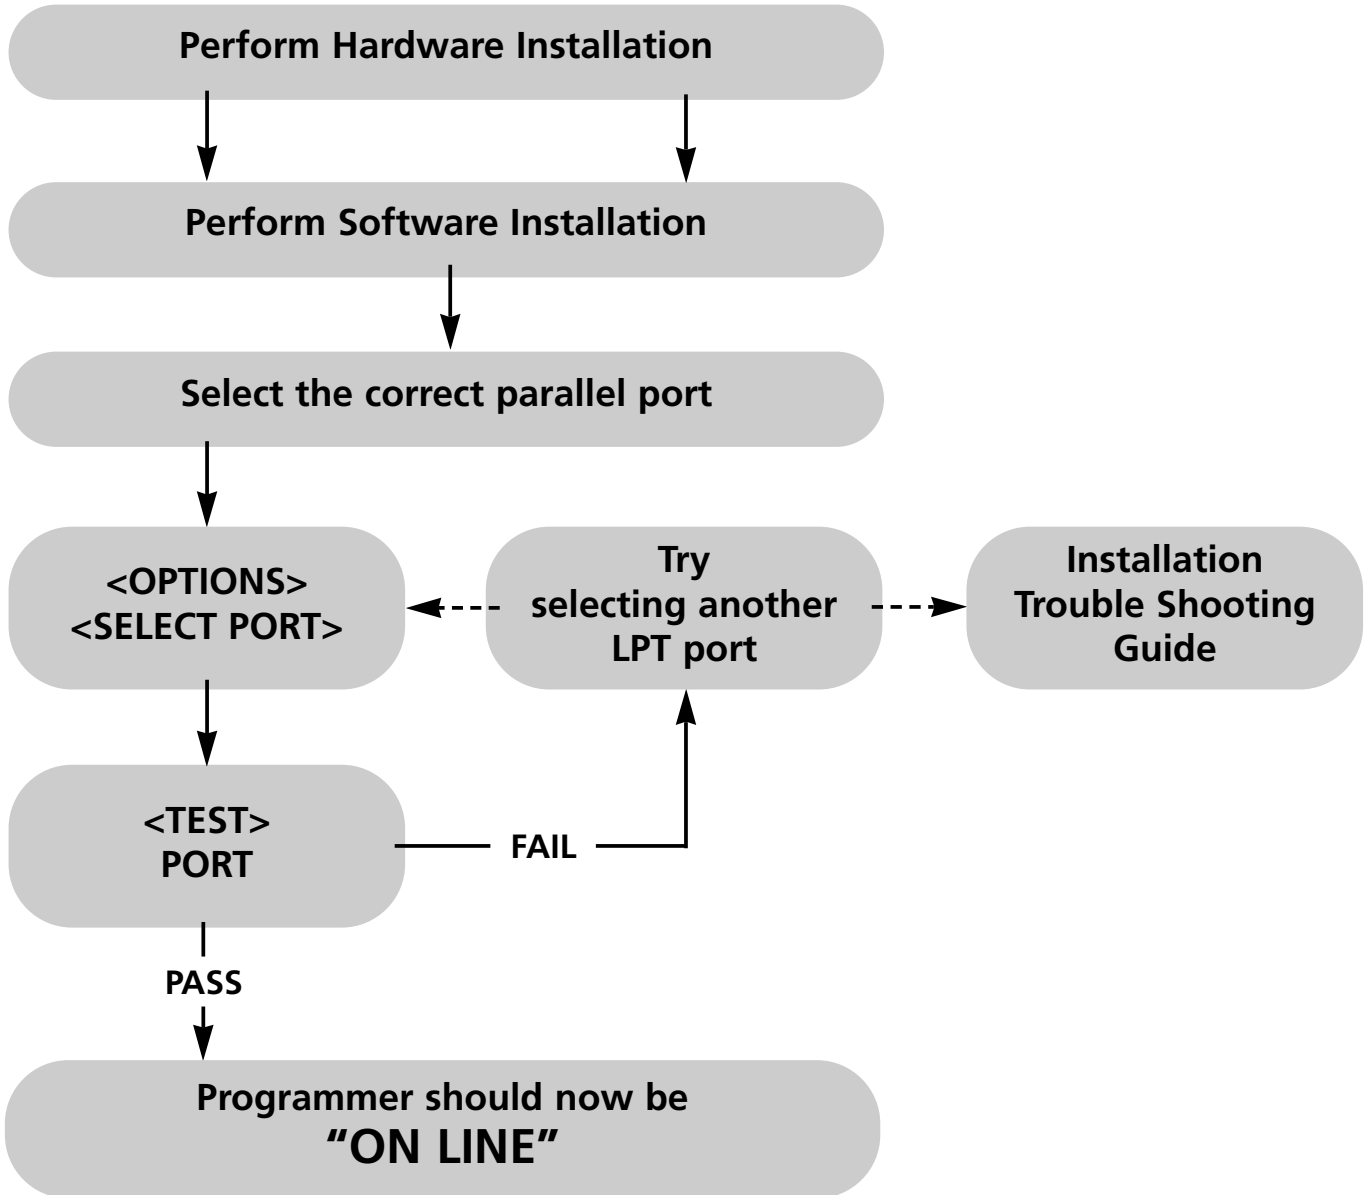 Perform Hardware Installation
Perform Software Installation
Select the correct parallel port
<OPTIONS>
<SELECT PORT>
Try
selecting another
LPT port
Installation
Trouble Shooting
Guide
<TEST>
PORT
FAIL
PASS
Programmer should now be
“ON LINE”